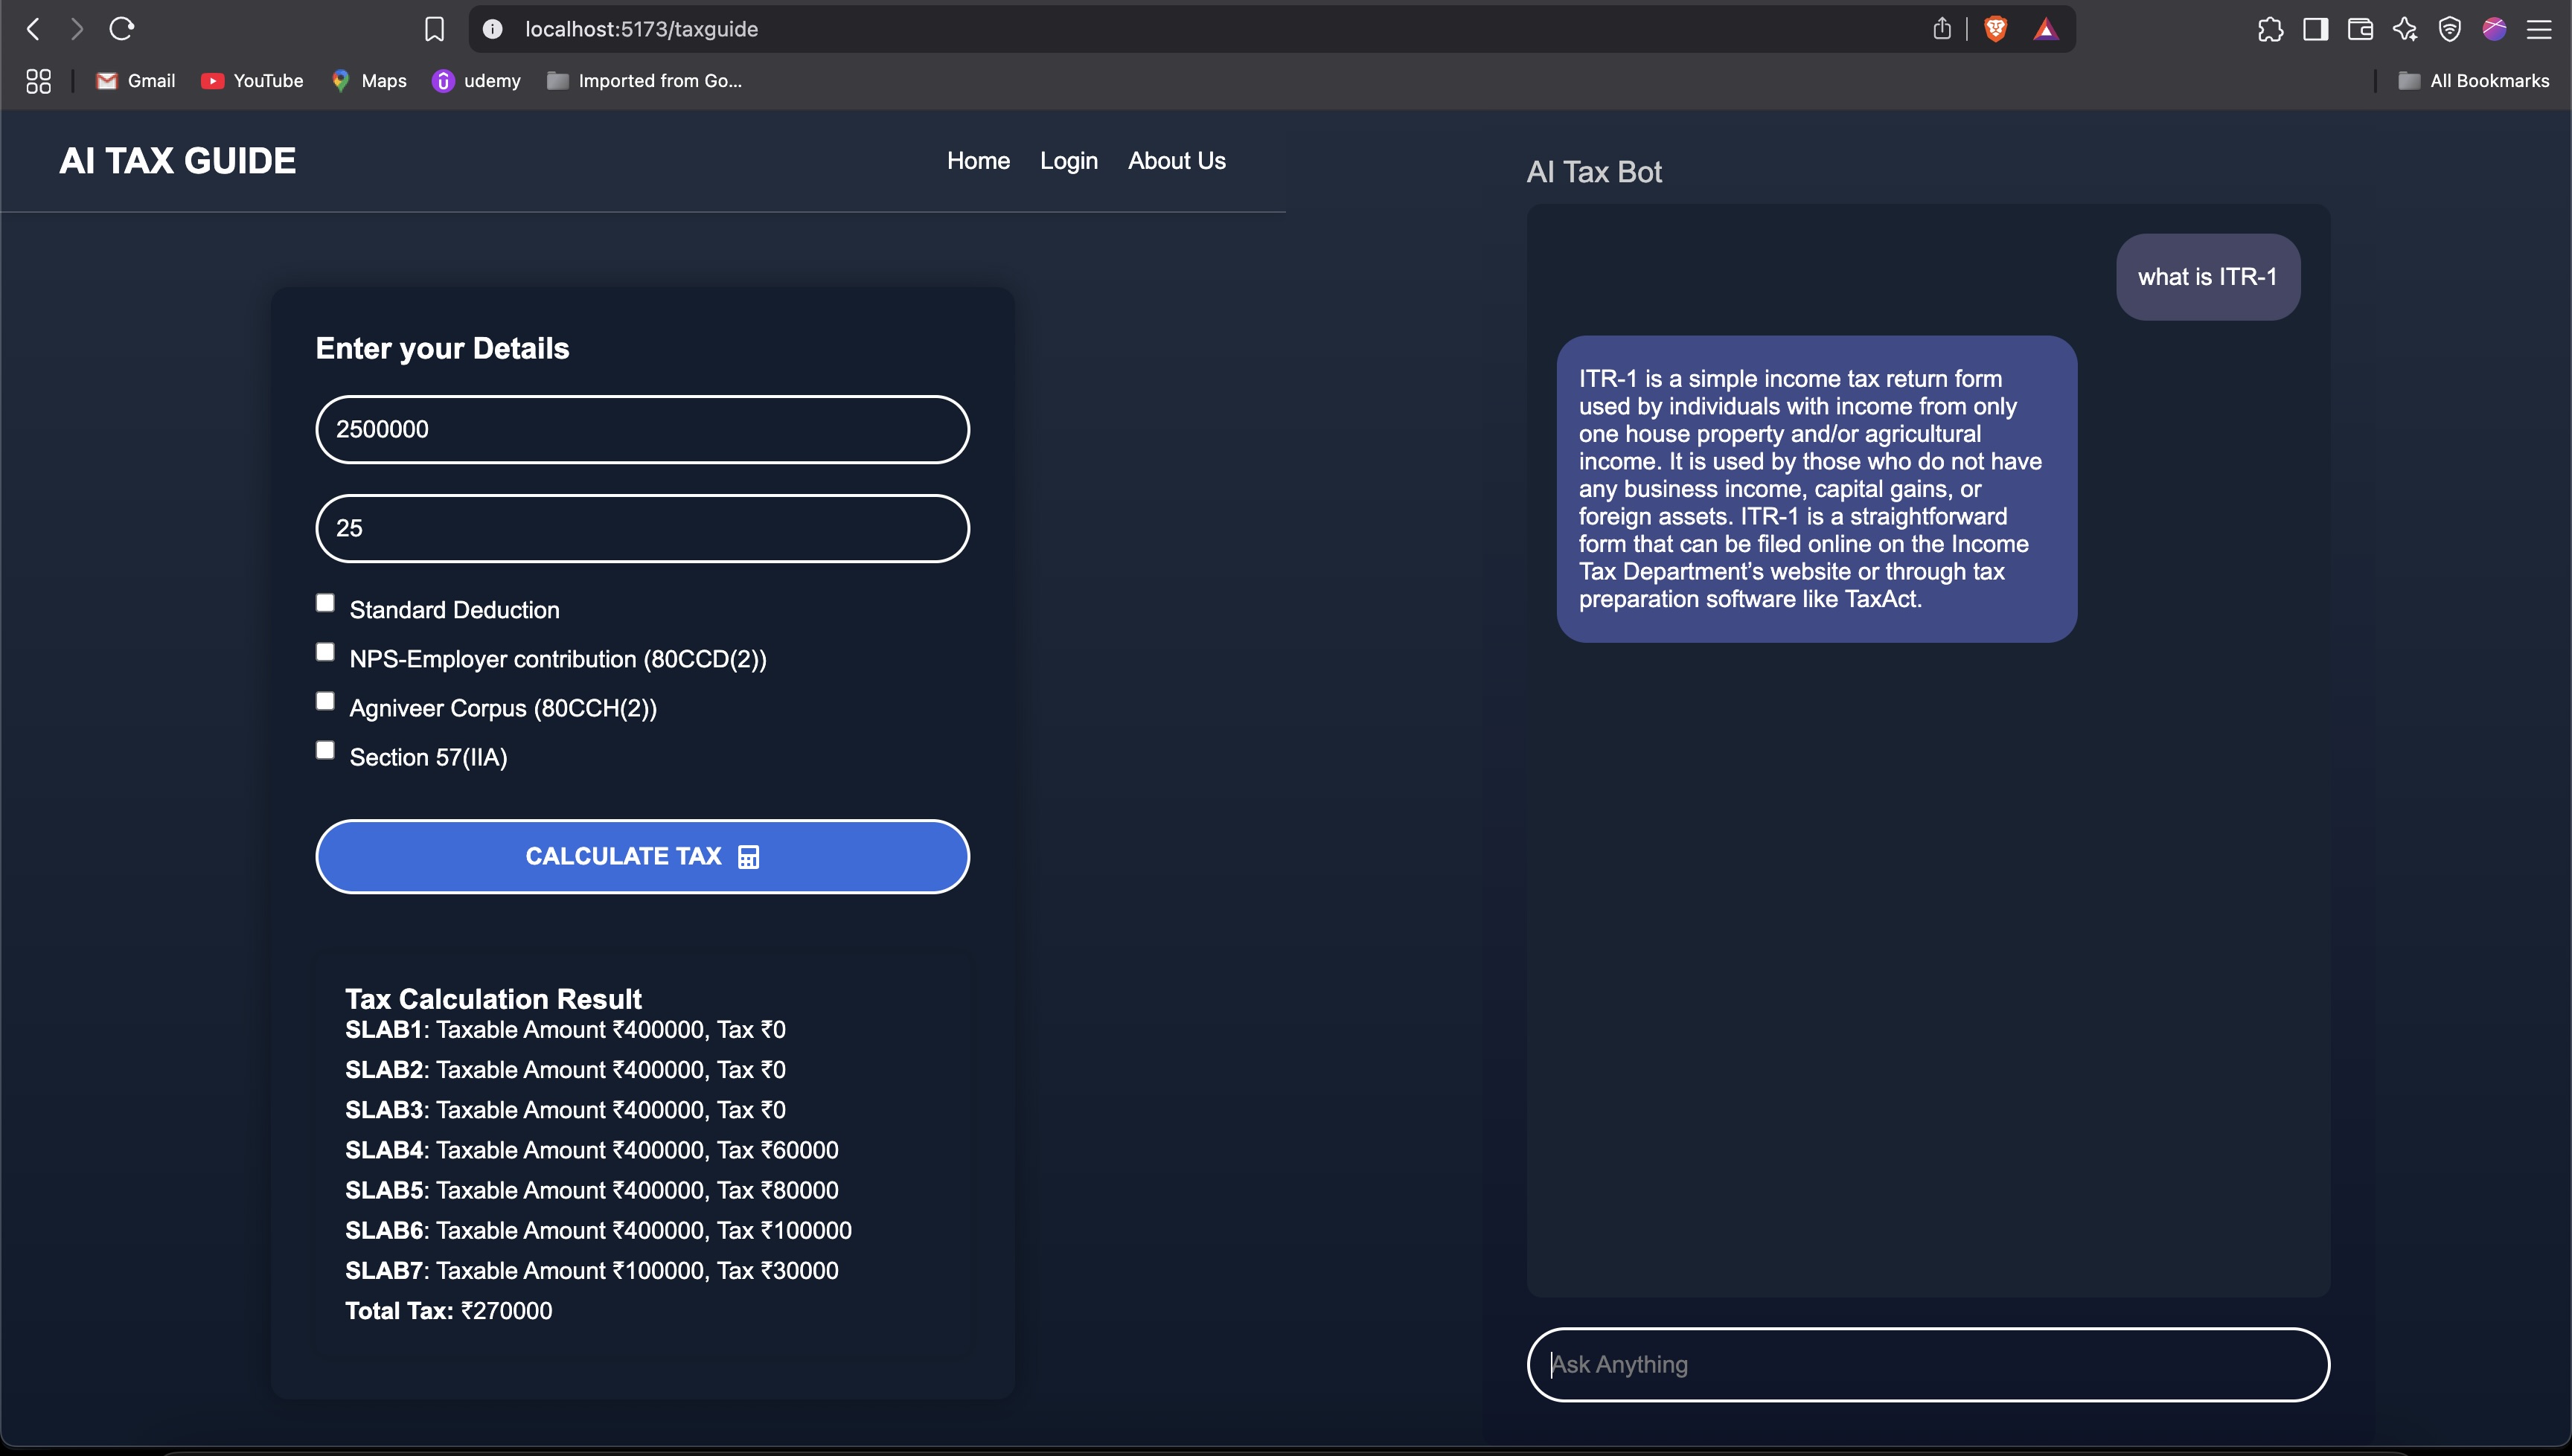 localhost:5173/taxguide
Gmail
YouTube
Maps
udemy
Imported from Go...
All Bookmarks
AI TAX GUIDE
Home
Login
About Us
Enter your Details
2500000
25
Standard Deduction
NPS-Employer contribution (80CCD(2))
Agniveer Corpus (80CCH(2))
Section 57(IIA)
CALCULATE TAX
Tax Calculation Result
SLAB1: Taxable Amount ₹400000, Tax ₹0
SLAB2: Taxable Amount ₹400000, Tax ₹0
SLAB3: Taxable Amount ₹400000, Tax ₹0
SLAB4: Taxable Amount ₹400000, Tax ₹60000
SLAB5: Taxable Amount ₹400000, Tax ₹80000
SLAB6: Taxable Amount ₹400000, Tax ₹100000
SLAB7: Taxable Amount ₹100000, Tax ₹30000
Total Tax: ₹270000
AI Tax Bot
what is ITR-1
ITR-1 is a simple income tax return form
used by individuals with income from only
one house property and/or agricultural
income. It is used by those who do not have
any business income, capital gains, or
foreign assets. ITR-1 is a straightforward
form that can be filed online on the Income
Tax Department’s website or through tax
preparation software like TaxAct.
Ask Anything